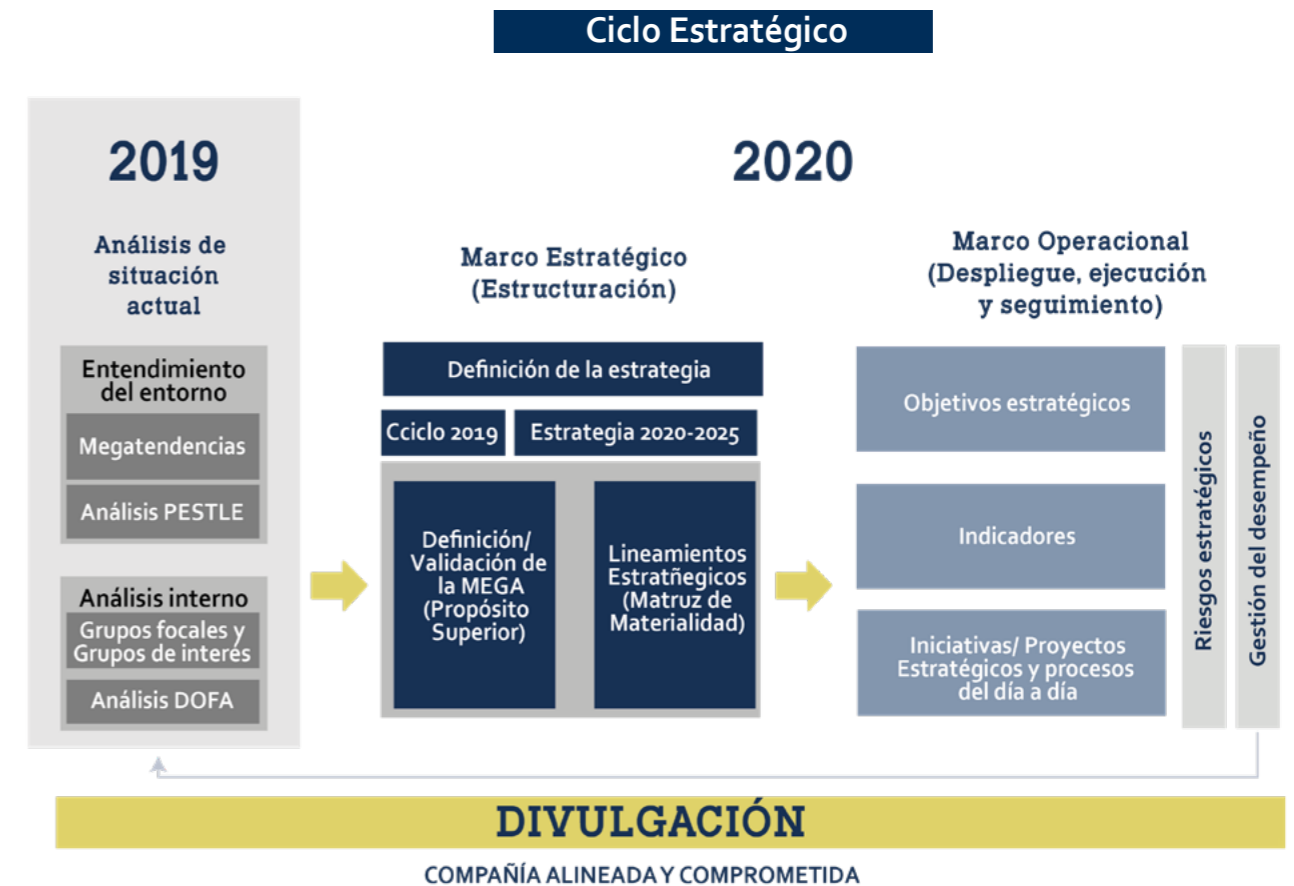 Ciclo Estratégico
2019
Análisis de
situación
actual
Entendimiento
del entorno
Megatendencias
Análisis PESTLE
Análisis interno
Grupos focales y
Grupos de interés
Análisis DOFA
2020
Marco Estratégico
(Estructuración)
Definición de la estrategia
Cciclo 2019
Estrategia 2020-2025
Definición/
Validación de
la MEGA
(Propósito
Superior)
Lineamientos
Estratñegicos
(Matruz de
Materialidad)
Marco Operacional
(Despliegue, ejecución
y seguimiento)
Objetivos estratégicos
Indicadores
Iniciativas/ Proyectos
Estratégicos y procesos
del día a día
Riesgos estratégicos
Gestión del desempeño
DIVULGACIÓN
COMPAÑÍA ALINEADA Y COMPROMETIDA